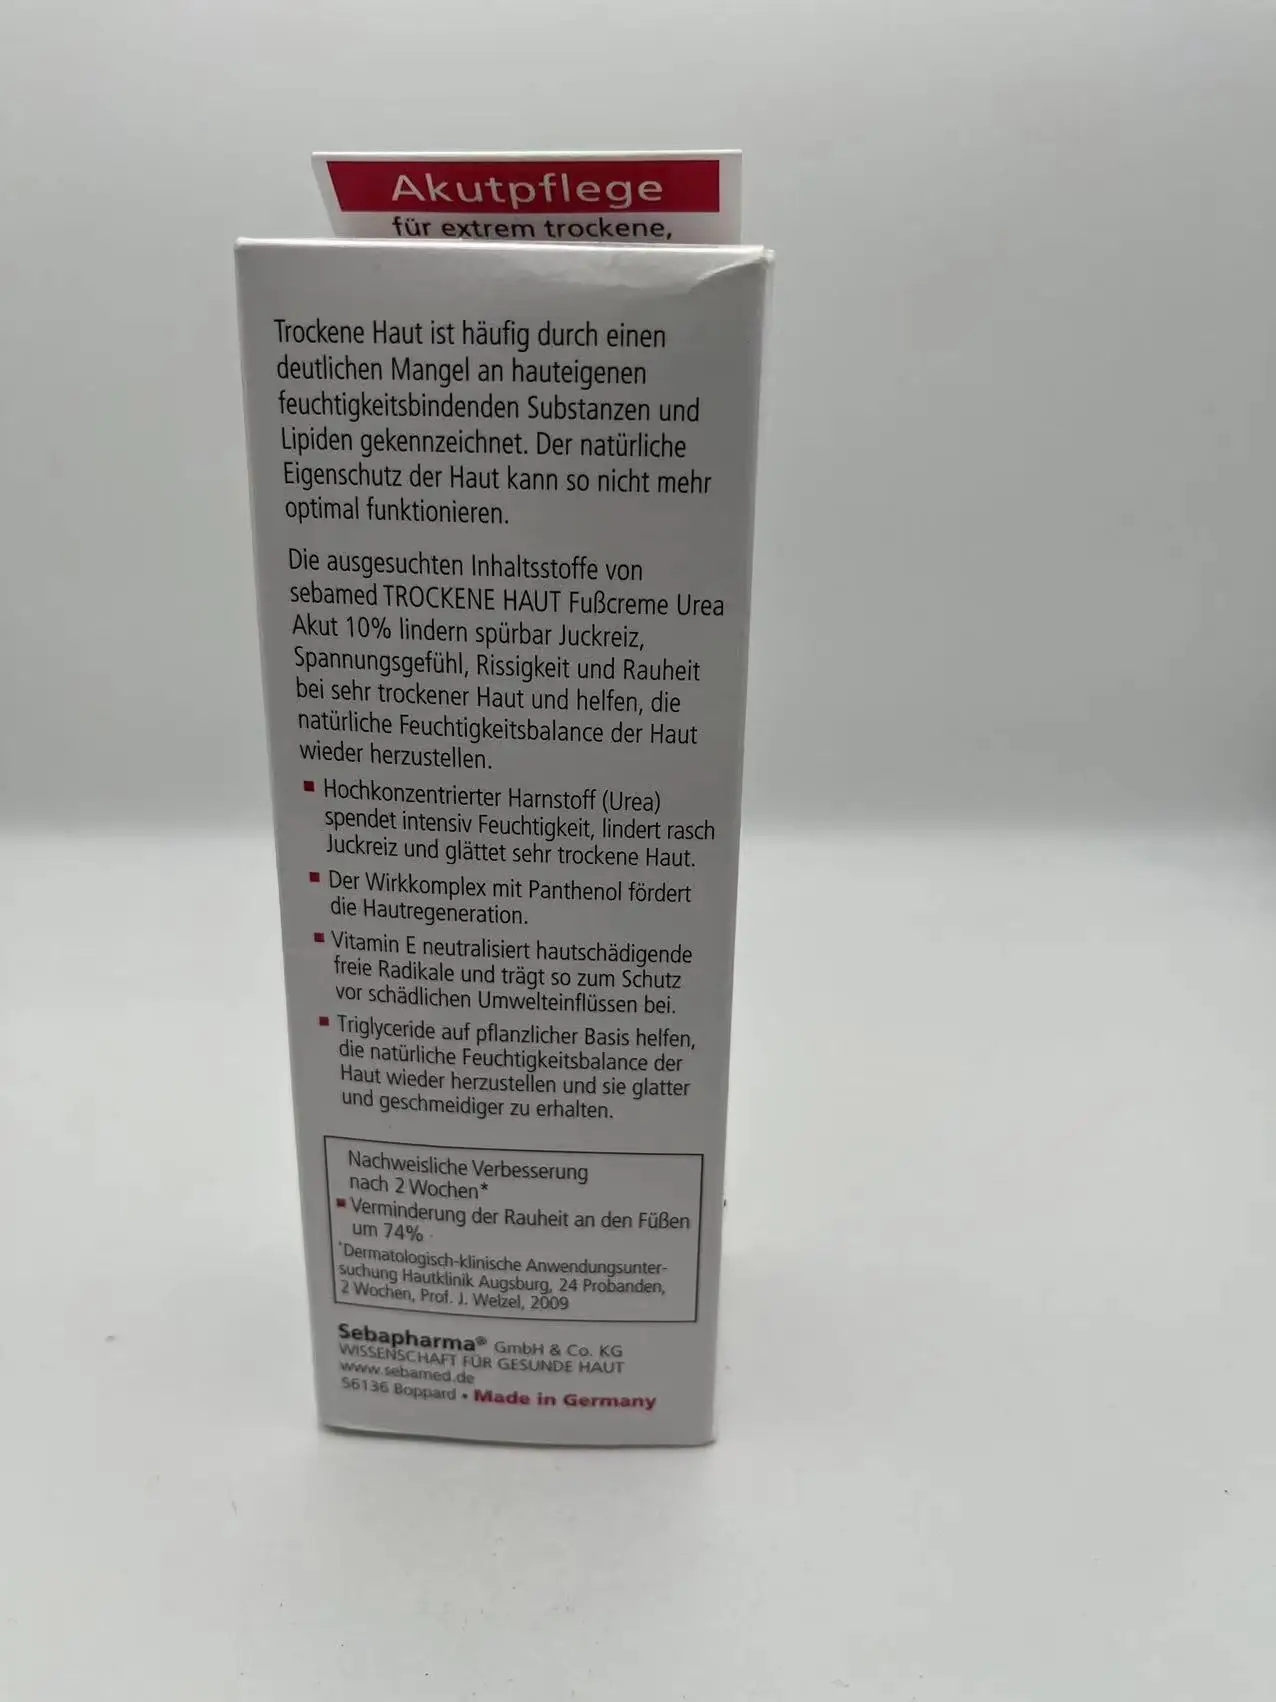 Akutpflege
für extrem trockene,
Trockene Haut ist häufig durch einen
deutlichen Mangel an hauteigenen
feuchtigkeitsbindenden Substanzen und
Lipiden gekennzeichnet. Der natürliche
Eigenschutz der Haut kann so nicht mehr
optimal funktionieren.
Die ausgesuchten Inhaltsstoffe von
sebamed TROCKENE HAUT Fußcreme Urea
Akut 10% lindern spürbar Juckreiz,
Spannungsgefühl, Rissigkeit und Rauheit
bei sehr trockener Haut und helfen, die
natürliche Feuchtigkeitsbalance der Haut
wieder herzustellen.
▪ Hochkonzentrierter Harnstoff (Urea)
spendet intensiv Feuchtigkeit, lindert rasch
Juckreiz und glättet sehr trockene Haut.
▪ Der Wirkkomplex mit Panthenol fördert
die Hautregeneration.
▪ Vitamin E neutralisiert hautschädigende
freie Radikale und trägt so zum Schutz
vor schädlichen Umwelteinflüssen bei.
▪ Triglyceride auf pflanzlicher Basis helfen,
die natürliche Feuchtigkeitsbalance der
Haut wieder herzustellen und sie glatter
und geschmeidiger zu erhalten.
Nachweisliche Verbesserung
nach 2 Wochen*
▪ Verminderung der Rauheit an den Füßen
um 74%
*Dermatologisch-klinische Anwendungsunter-
suchung Hautklinik Augsburg, 24 Probanden,
2 Wochen, Prof. J. Welzel, 2009
Sebapharma® GmbH & Co. KG
WISSENSCHAFT FÜR GESUNDE HAUT
www.sebamed.de
56136 Boppard • Made in Germany